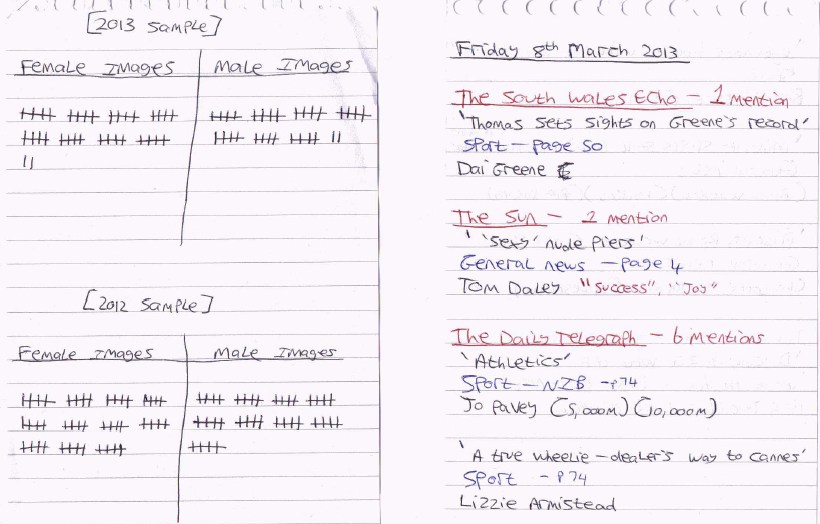 [2013 Sample]
Female Images Male Images
[2012 Sample]
Female Images Male Images
Friday 8th March 2013
The South Wales Echo - 1 mention
'Thomas sets sights on Greene's record'
Sport - page 50
Dai Greene
The Sun - 1 mention
' 'Sexy' nude Piers'
General news - page 4
Tom Daley "Success", "Joy"
The Daily Telegraph - 6 mentions
'Athletics'
Sport - NIB - p74
Jo Pavey (5,000m) (10,000m)
'A true wheelie-dealer's way to Cannes'
Sport - p74
Lizzie Armistead